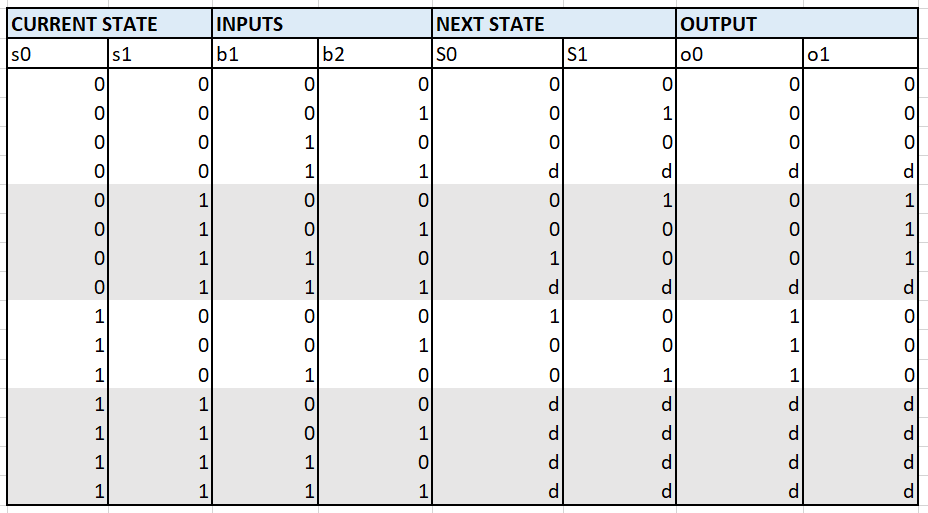 CURRENT STATE INPUTS NEXT STATE OUTPUT
s0 s1 b1 b2 S0 S1 o0 o1
0 0 0 0 0 0 0 0
0 0 0 1 0 1 0 0
0 0 1 0 0 0 0 0
0 0 1 1 d d d d
0 1 0 0 0 1 0 1
0 1 0 1 0 0 0 1
0 1 1 0 1 0 0 1
0 1 1 1 d d d d
1 0 0 0 1 0 1 0
1 0 0 1 0 0 1 0
1 0 1 0 0 1 1 0
1 1 0 0 d d d d
1 1 0 1 d d d d
1 1 1 0 d d d d
1 1 1 1 d d d d